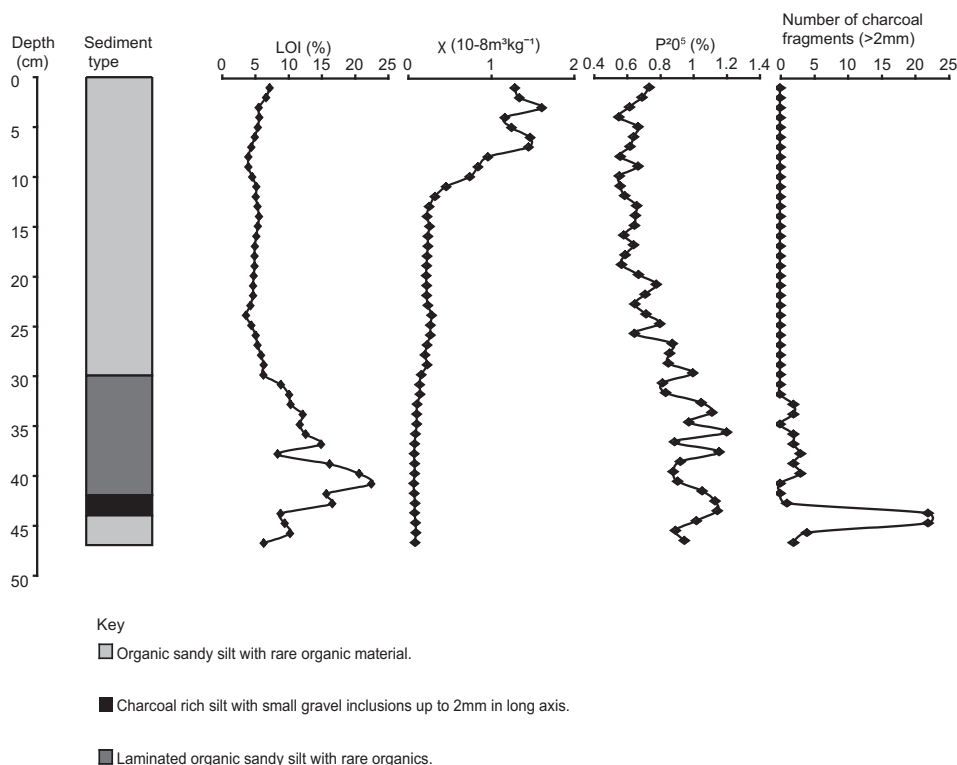 Number of charcoal
fragments (>2mm)
Depth
(cm)
Sediment
type
LOI (%)
χ (10-8m³kg⁻¹)
P²0⁵ (%)
0 5 10 15 20 25
0 1 2
0.4 0.6 0.8 1 1.2 1.4
0 5 10 15 20 25
0
5
10
15
20
25
30
35
40
45
50
Key
Organic sandy silt with rare organic material.
Charcoal rich silt with small gravel inclusions up to 2mm in long axis.
Laminated organic sandy silt with rare organics.